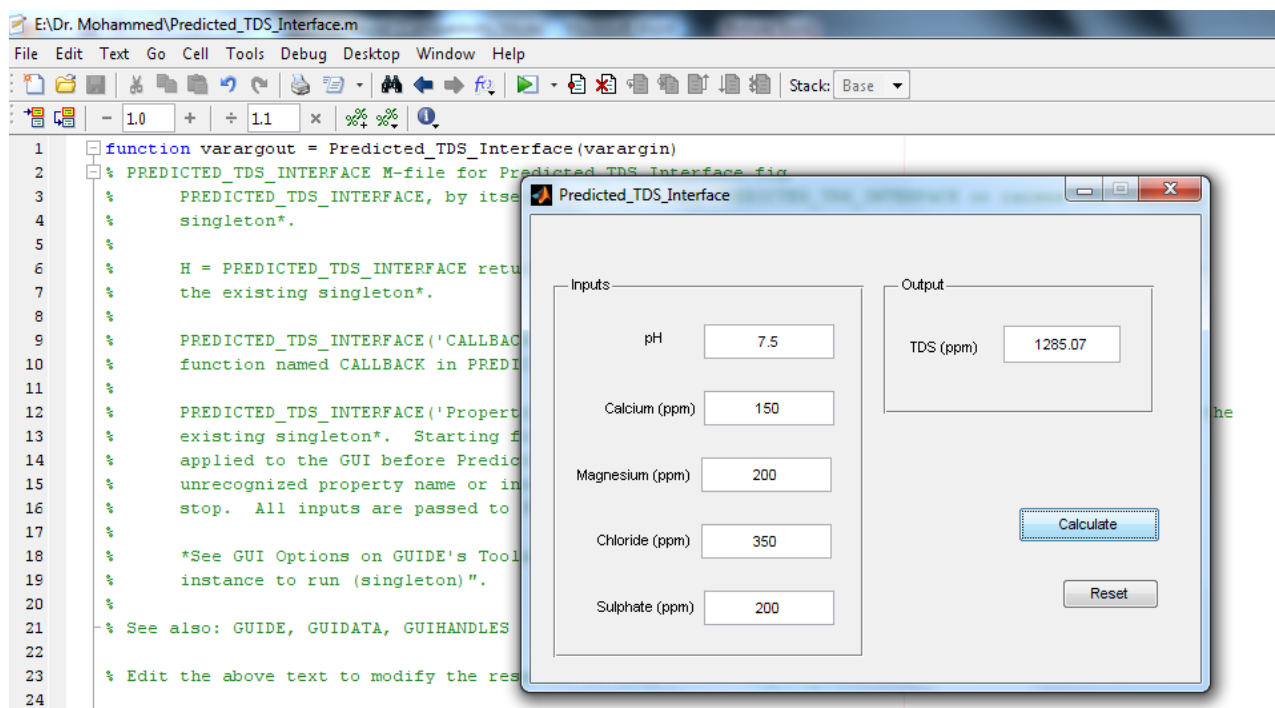 E:\Dr. Mohammed\Predicted_TDS_Interface.m
File Edit Text Go Cell Tools Debug Desktop Window Help
Stack: Base
1.0 1.1
1 function varargout = Predicted_TDS_Interface(varargin)
2 % PREDICTED_TDS_INTERFACE M-file for Predicted_TDS_Interface.fig
3 % PREDICTED_TDS_INTERFACE, by itse
4 % singleton*.
5 %
6 % H = PREDICTED_TDS_INTERFACE retu
7 % the existing singleton*.
8 %
9 % PREDICTED_TDS_INTERFACE('CALLBAC
10 % function named CALLBACK in PREDI
11 %
12 % PREDICTED_TDS_INTERFACE('Propert he
13 % existing singleton*. Starting f
14 % applied to the GUI before Predic
15 % unrecognized property name or in
16 % stop. All inputs are passed to
17 %
18 % *See GUI Options on GUIDE's Tool
19 % instance to run (singleton)".
20 %
21 % See also: GUIDE, GUIDATA, GUIHANDLES
22
23 % Edit the above text to modify the res
24
Predicted_TDS_Interface
Inputs
pH 7.5
Calcium (ppm) 150
Magnesium (ppm) 200
Chloride (ppm) 350
Sulphate (ppm) 200
Output
TDS (ppm) 1285.07
Calculate
Reset